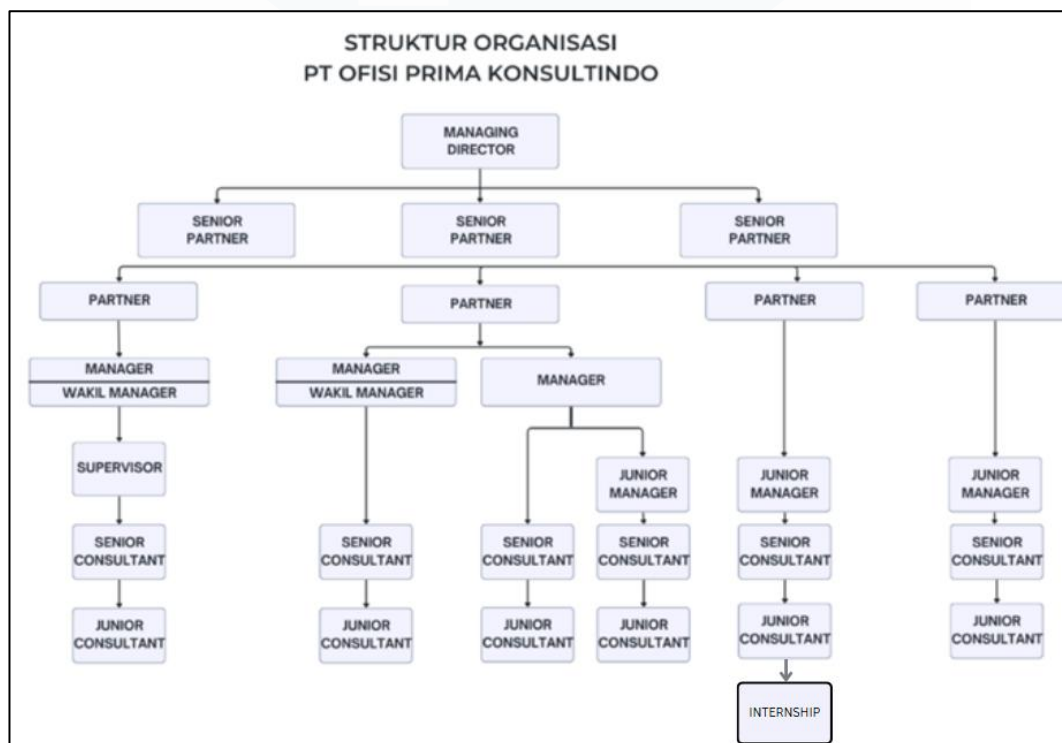 STRUKTUR ORGANISASI
PT OFISI PRIMA KONSULTINDO
MANAGING
DIRECTOR
SENIOR
PARTNER
SENIOR
PARTNER
SENIOR
PARTNER
PARTNER
PARTNER
PARTNER
PARTNER
MANAGER
WAKIL MANAGER
MANAGER
WAKIL MANAGER
MANAGER
SUPERVISOR
JUNIOR
MANAGER
JUNIOR
MANAGER
JUNIOR
MANAGER
SENIOR
CONSULTANT
SENIOR
CONSULTANT
SENIOR
CONSULTANT
SENIOR
CONSULTANT
SENIOR
CONSULTANT
SENIOR
CONSULTANT
JUNIOR
CONSULTANT
JUNIOR
CONSULTANT
JUNIOR
CONSULTANT
JUNIOR
CONSULTANT
JUNIOR
CONSULTANT
JUNIOR
CONSULTANT
INTERNSHIP